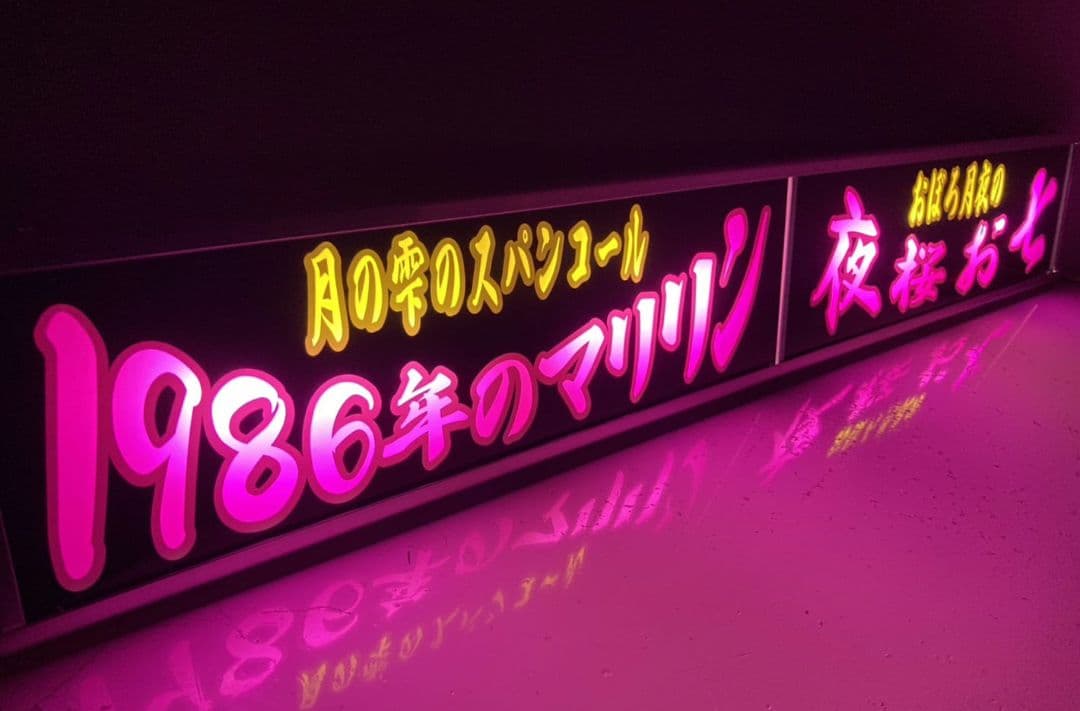 月の雫のスパンコール
1986年のマリリン
おぼろ月夜の
夜桜お七